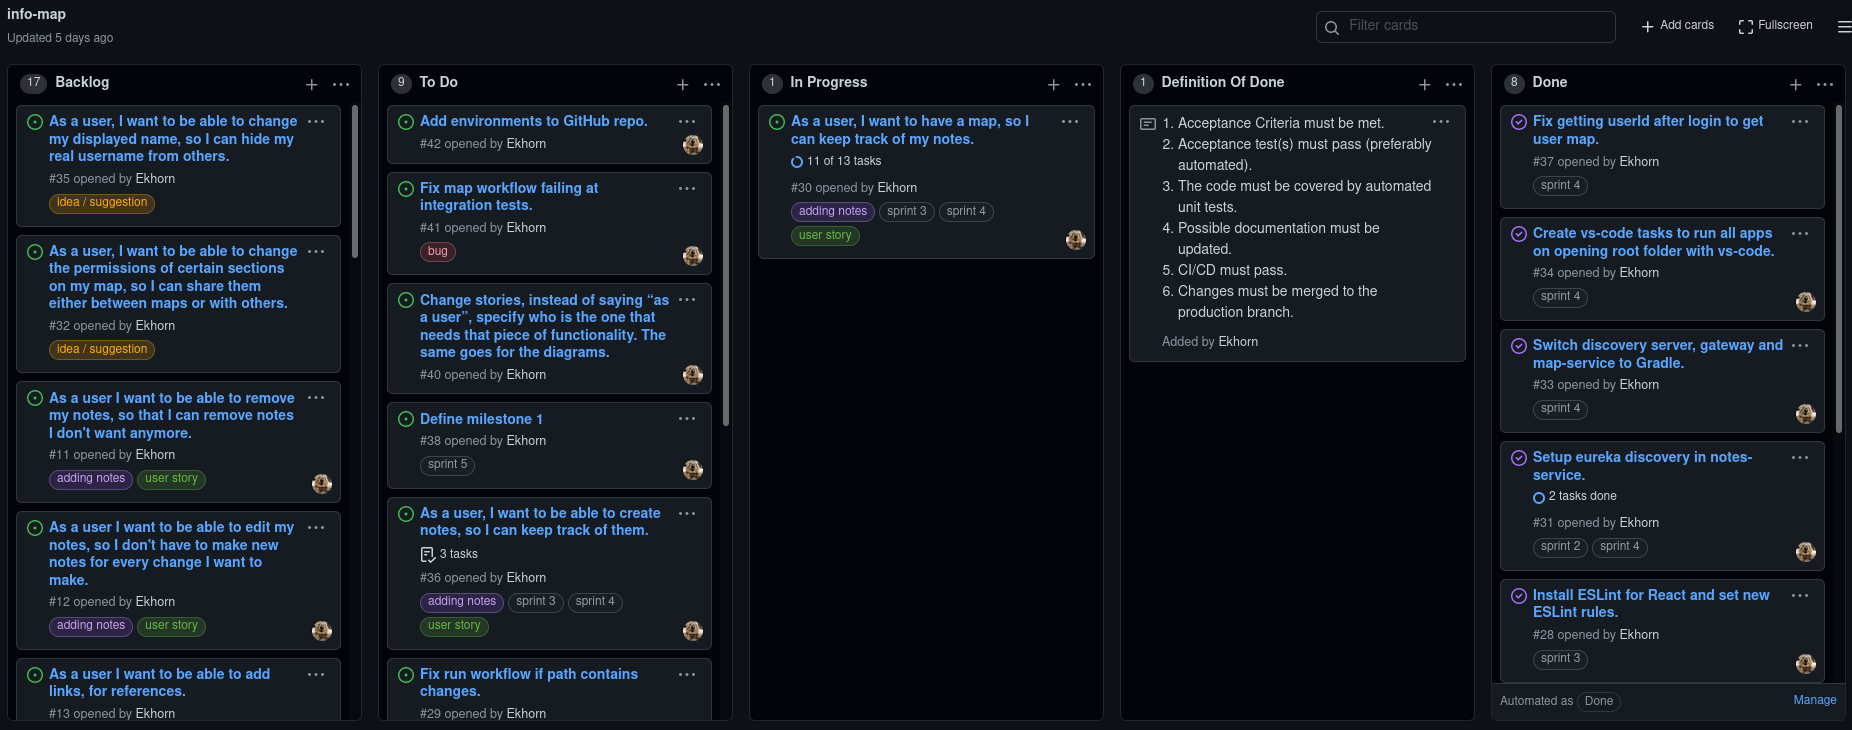 info-map
Updated 5 days ago
Filter cards
Add cards
Fullscreen
17 Backlog
As a user, I want to be able to change
my displayed name, so I can hide my
real username from others.
#35 opened by Ekhorn
idea / suggestion
As a user, I want to be able to change
the permissions of certain sections
on my map, so I can share them
either between maps or with others.
#32 opened by Ekhorn
idea / suggestion
As a user I want to be able to remove
my notes, so that I can remove notes
I don't want anymore.
#11 opened by Ekhorn
adding notes user story
As a user I want to be able to edit my
notes, so I don't have to make new
notes for every change I want to
make.
#12 opened by Ekhorn
adding notes user story
As a user I want to be able to add
links, for references.
#13 opened by Ekhorn
9 To Do
Add environments to GitHub repo.
#42 opened by Ekhorn
Fix map workflow failing at
integration tests.
#41 opened by Ekhorn
bug
Change stories, instead of saying “as
a user”, specify who is the one that
needs that piece of functionality. The
same goes for the diagrams.
#40 opened by Ekhorn
Define milestone 1
#38 opened by Ekhorn
sprint 5
As a user, I want to be able to create
notes, so I can keep track of them.
3 tasks
#36 opened by Ekhorn
adding notes sprint 3 sprint 4
user story
Fix run workflow if path contains
changes.
#29 opened by Ekhorn
1 In Progress
As a user, I want to have a map, so I
can keep track of my notes.
11 of 13 tasks
#30 opened by Ekhorn
adding notes sprint 3 sprint 4
user story
1 Definition Of Done
1. Acceptance Criteria must be met.
2. Acceptance test(s) must pass (preferably
automated).
3. The code must be covered by automated
unit tests.
4. Possible documentation must be
updated.
5. CI/CD must pass.
6. Changes must be merged to the
production branch.
Added by Ekhorn
8 Done
Fix getting userId after login to get
user map.
#37 opened by Ekhorn
sprint 4
Create vs-code tasks to run all apps
on opening root folder with vs-code.
#34 opened by Ekhorn
sprint 4
Switch discovery server, gateway and
map-service to Gradle.
#33 opened by Ekhorn
sprint 4
Setup eureka discovery in notes-
service.
2 tasks done
#31 opened by Ekhorn
sprint 2 sprint 4
Install ESLint for React and set new
ESLint rules.
#28 opened by Ekhorn
sprint 3
Automated as Done
Manage